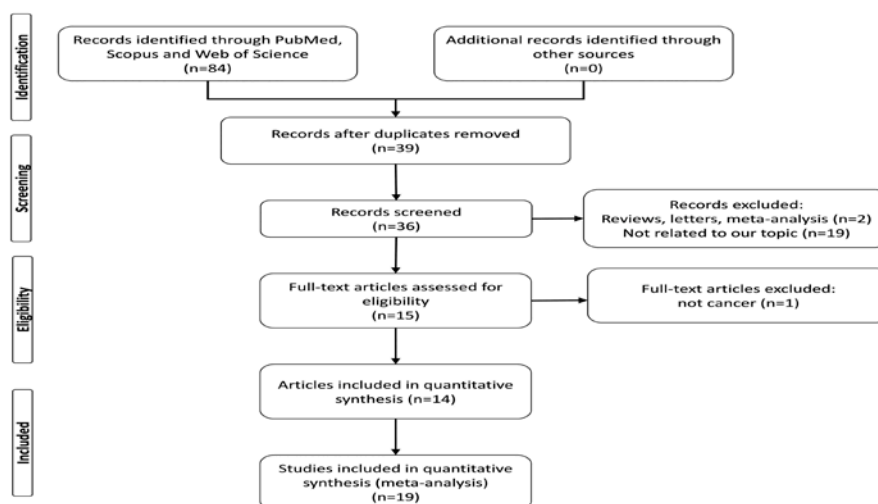 Identification
Records identified through PubMed,
Scopus and Web of Science
(n=84)
Additional records identified through
other sources
(n=0)
Screening
Records after duplicates removed
(n=39)
Records screened
(n=36)
Records excluded:
Reviews, letters, meta-analysis (n=2)
Not related to our topic (n=19)
Eligibility
Full-text articles assessed for
eligibility
(n=15)
Full-text articles excluded:
not cancer (n=1)
Included
Articles included in quantitative
synthesis (n=14)
Studies included in quantitative
synthesis (meta-analysis)
(n=19)